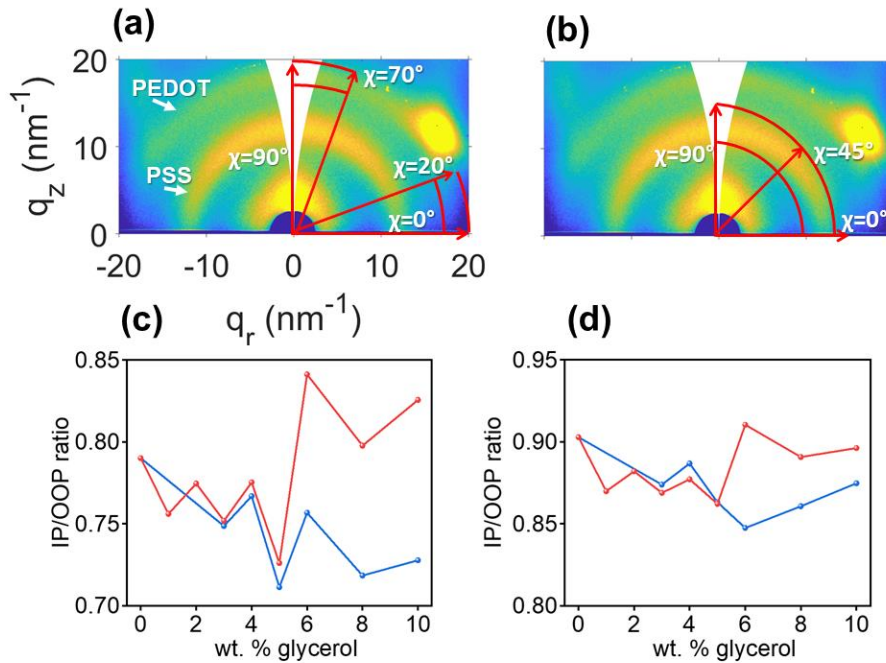 (a)
(b)
20
10
0
q_z (nm^-1)
PEDOT
PSS
χ=70°
χ=90°
χ=20°
χ=0°
-20 -10 0 10 20
q_r (nm^-1)
χ=90°
χ=45°
χ=0°
(c)
0.85
0.80
0.75
0.70
IP/OOP ratio
0 2 4 6 8 10
wt. % glycerol
(d)
0.95
0.90
0.85
0.80
IP/OOP ratio
0 2 4 6 8 10
wt. % glycerol